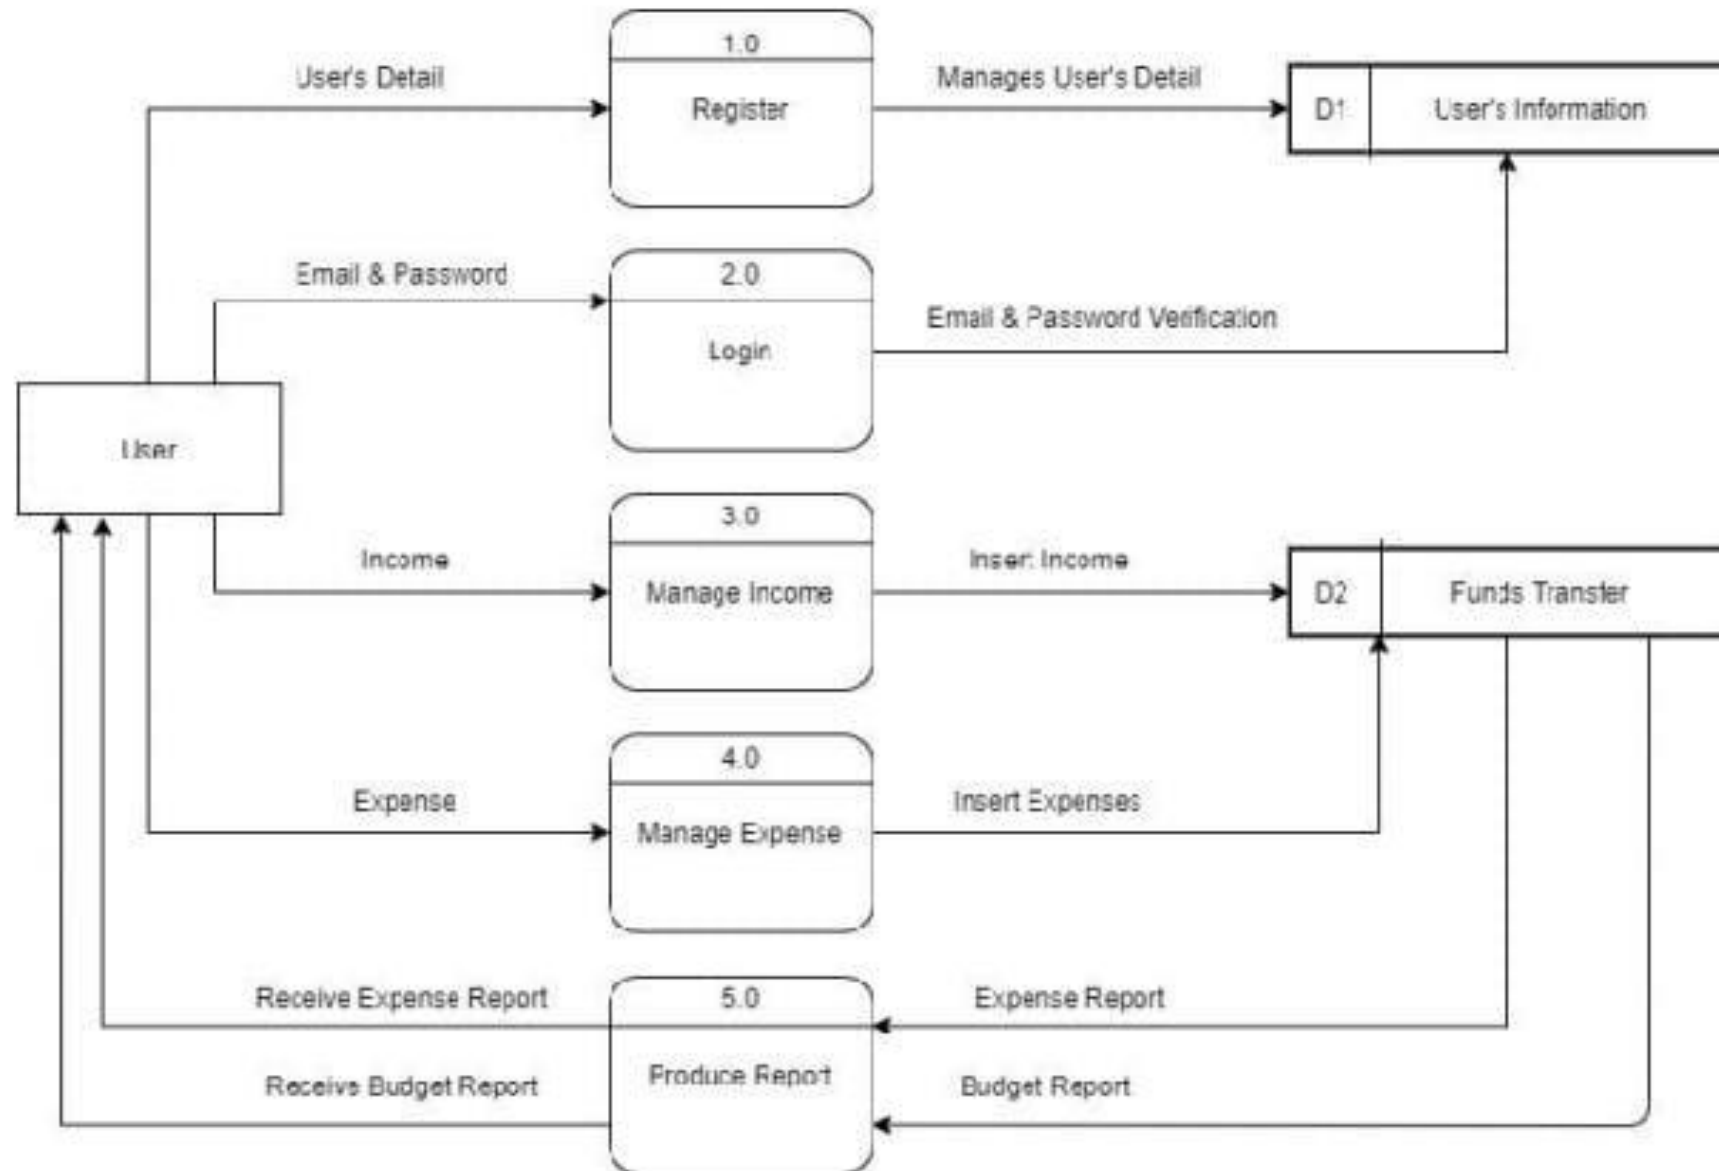 1.0
User's Detail
Manages User's Detail
Register
D1
User's Information
Email & Password
2.0
Email & Password Verification
Login
User
3.0
Income
Insert Income
Manage Income
D2
Funds Transfer
4.0
Expense
Insert Expenses
Manage Expense
Receive Expense Report
5.0
Expense Report
Produce Report
Receive Budget Report
Budget Report